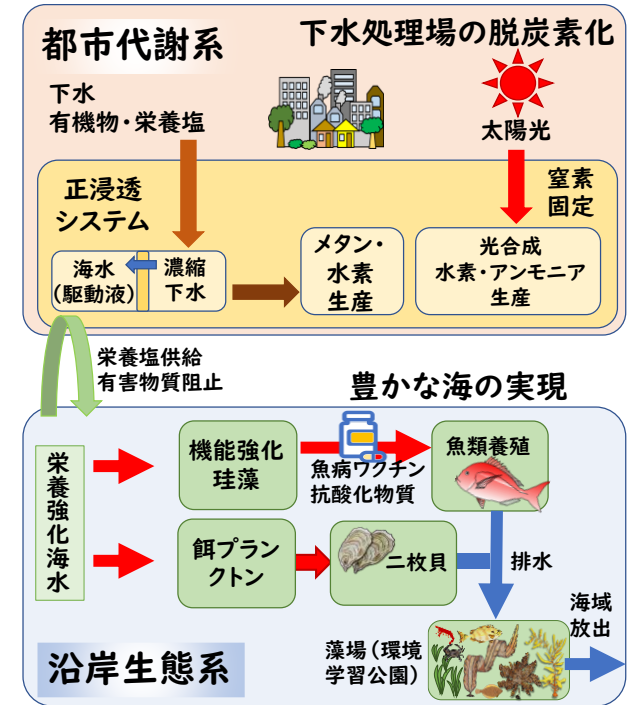 都市代謝系
下水処理場の脱炭素化
下水
有機物・栄養塩
太陽光
正浸透
システム
窒素
固定
海水
(駆動液)
濃縮
下水
メタン・
水素
生産
光合成
水素・アンモニア
生産
栄養塩供給
有害物質阻止
豊かな海の実現
栄養強化海水
機能強化
珪藻
魚病ワクチン
抗酸化物質
魚類養殖
餌プラン
クトン
二枚貝
排水
海域
放出
藻場(環境
学習公園)
沿岸生態系